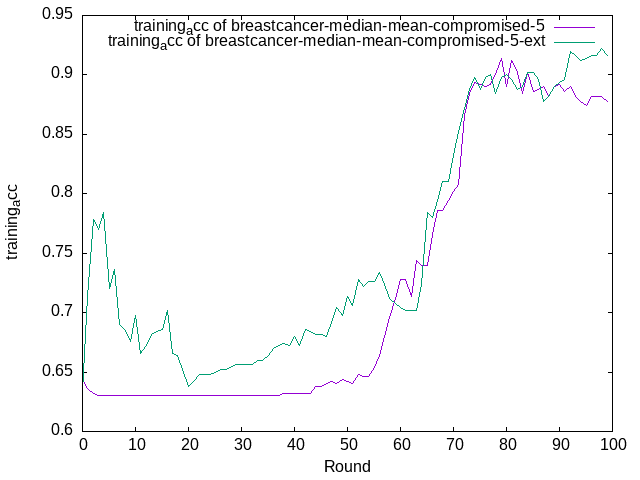 training_acc of breastcancer-median-mean-compromised-5
training_acc of breastcancer-median-mean-compromised-5-ext
0.95
0.9
0.85
0.8
0.75
0.7
0.65
0.6
training_acc
0 10 20 30 40 50 60 70 80 90 100
Round